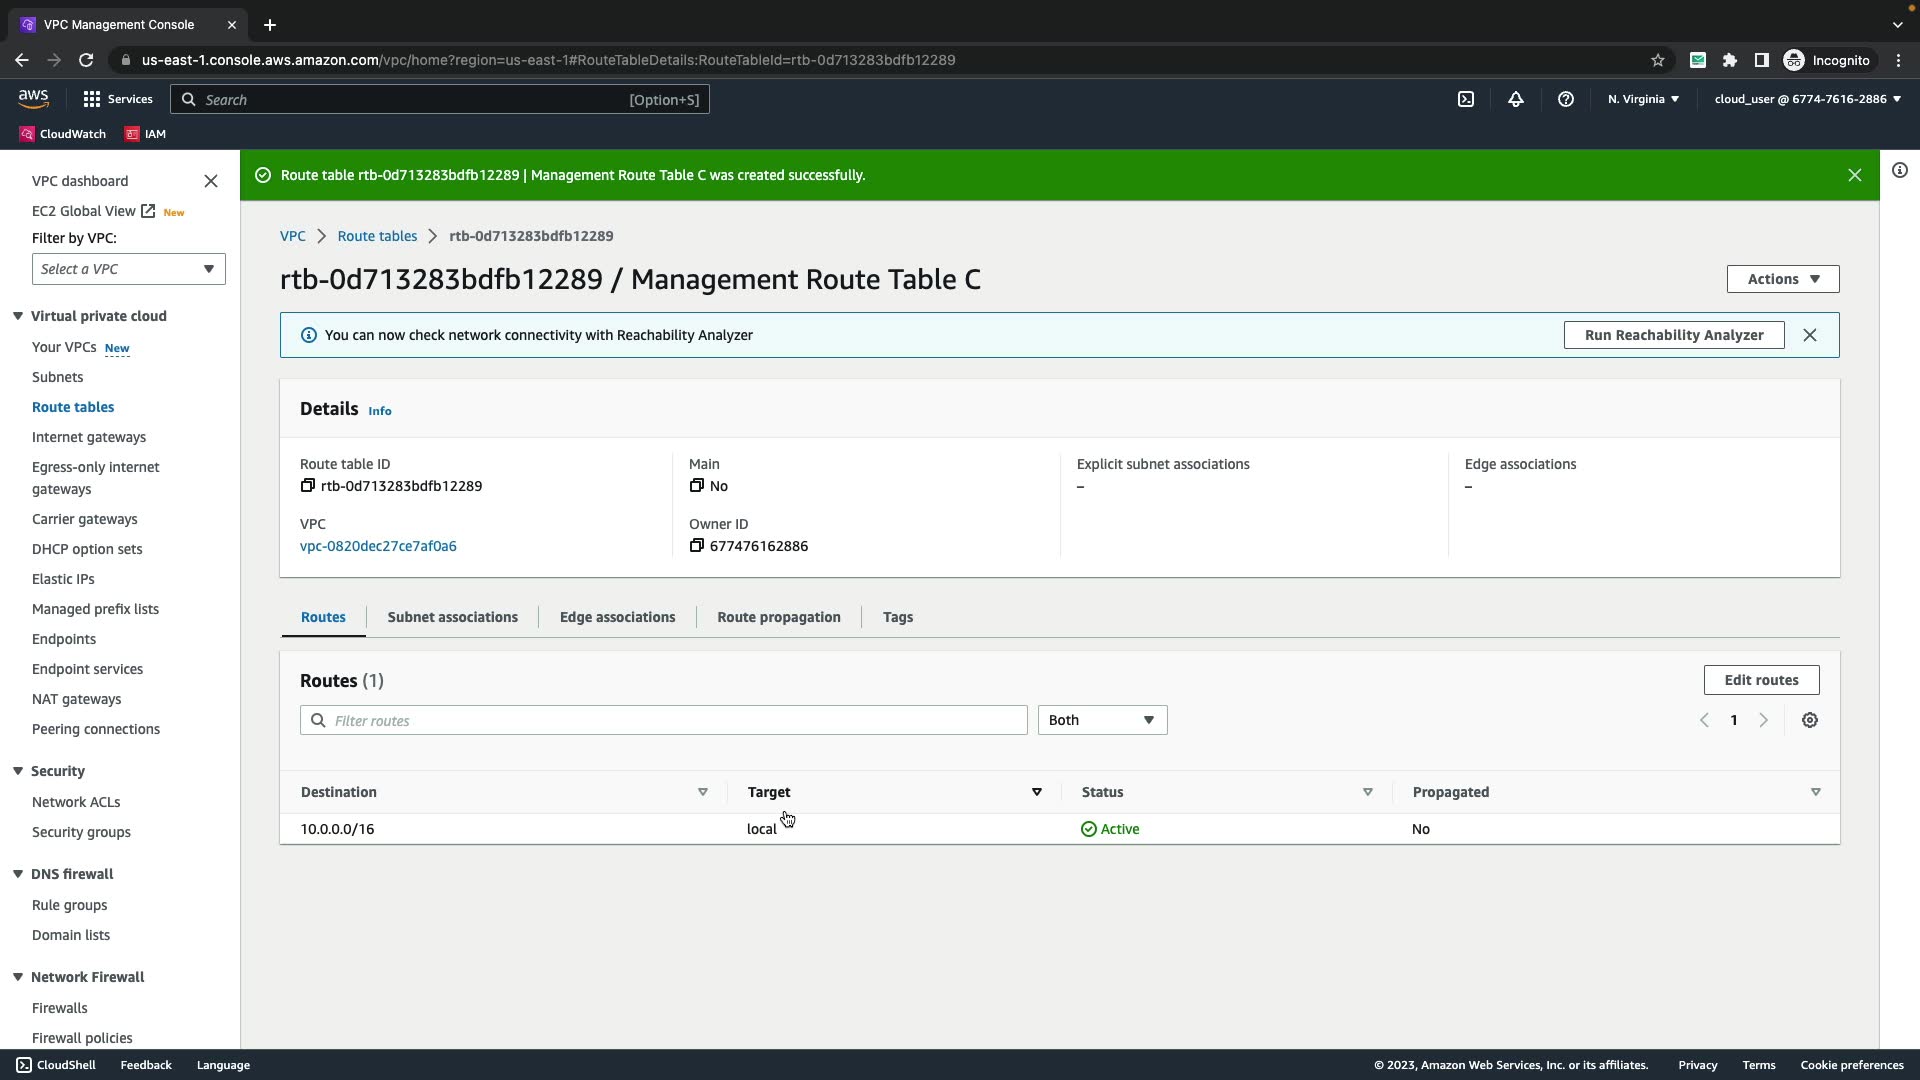 VPC Management Console
us-east-1.console.aws.amazon.com/vpc/home?region=us-east-1#RouteTableDetails:RouteTableId=rtb-0d713283bdfb12289
Incognito
aws
Services
Search
[Option+S]
N. Virginia
cloud_user @ 6774-7616-2886
CloudWatch
IAM
VPC dashboard
EC2 Global View New
Filter by VPC:
Select a VPC
Virtual private cloud
Your VPCs New
Subnets
Route tables
Internet gateways
Egress-only internet
gateways
Carrier gateways
DHCP option sets
Elastic IPs
Managed prefix lists
Endpoints
Endpoint services
NAT gateways
Peering connections
Security
Network ACLs
Security groups
DNS firewall
Rule groups
Domain lists
Network Firewall
Firewalls
Firewall policies
Route table rtb-0d713283bdfb12289 | Management Route Table C was created successfully.
VPC > Route tables > rtb-0d713283bdfb12289
rtb-0d713283bdfb12289 / Management Route Table C
Actions
You can now check network connectivity with Reachability Analyzer
Run Reachability Analyzer
Details Info
Route table ID
rtb-0d713283bdfb12289
Main
No
Explicit subnet associations
–
Edge associations
–
VPC
vpc-0820dec27ce7af0a6
Owner ID
677476162886
Routes
Subnet associations
Edge associations
Route propagation
Tags
Routes (1)
Edit routes
Filter routes
Both
1
Destination Target Status Propagated
10.0.0.0/16 local Active No
CloudShell Feedback Language
© 2023, Amazon Web Services, Inc. or its affiliates. Privacy Terms Cookie preferences